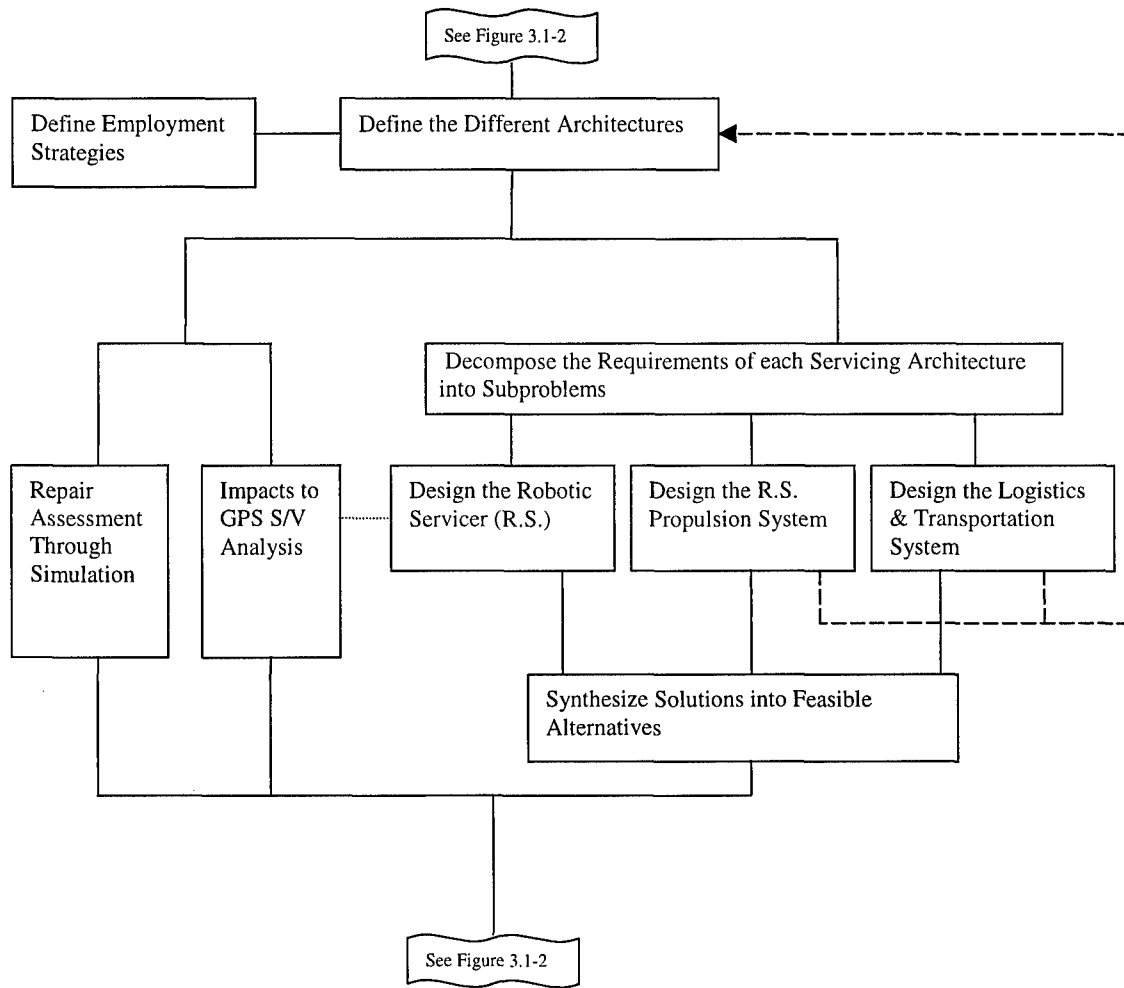 See Figure 3.1-2
Define Employment
Strategies
Define the Different Architectures
Decompose the Requirements of each Servicing Architecture
into Subproblems
Repair
Assessment
Through
Simulation
Impacts to
GPS S/V
Analysis
Design the Robotic
Servicer (R.S.)
Design the R.S.
Propulsion System
Design the Logistics
& Transportation
System
Synthesize Solutions into Feasible
Alternatives
See Figure 3.1-2